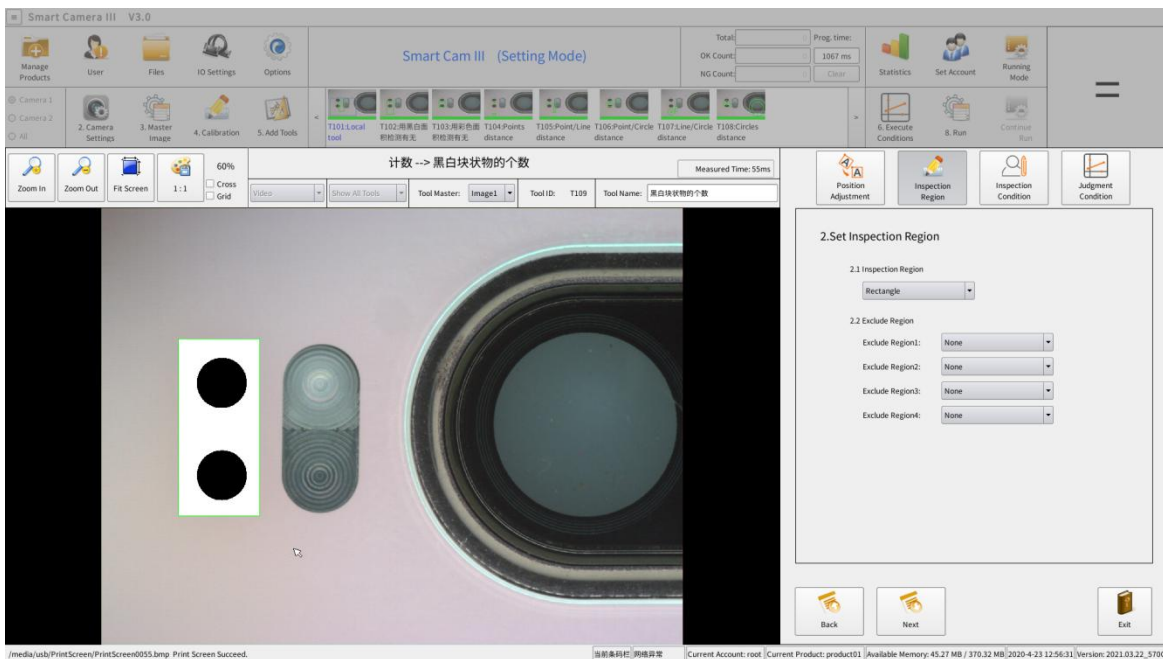 Smart Camera III V3.0
Manage Products
User
Files
IO Settings
Options
Smart Cam III (Setting Mode)
Total: 0
OK Count: 0
NG Count: 0
Prog. time:
1067 ms
Clear
Statistics
Set Account
Running Mode
Camera 1
Camera 2
All
2. Camera Settings
3. Master Image
4. Calibration
5. Add Tools
<
T101:Local tool
T102:用黑白面积检测有无
T103:用彩色面积检测有无
T104:Points distance
T105:Point/Line distance
T106:Point/Circle distance
T107:Line/Circle distance
T108:Circles distance
>
6. Execute Conditions
8. Run
Continue Run
Zoom In
Zoom Out
Fit Screen
1 : 1
60%
Cross
Grid
计数 --> 黑白块状物的个数
Measured Time: 55ms
Video
Show All Tools
Tool Master: Image1
Tool ID: T109
Tool Name: 黑白块状物的个数
Position Adjustment
Inspection Region
Inspection Condition
Judgment Condition
2.Set Inspection Region
2.1 Inspection Region
Rectangle
2.2 Exclude Region
Exclude Region1: None
Exclude Region2: None
Exclude Region3: None
Exclude Region4: None
Back
Next
Exit
/media/usb/PrintScreen/PrintScreen0055.bmp Print Screen Succeed.
当前条码栏 网络异常 Current Account: root Current Product: product01 Available Memory: 45.27 MB / 370.32 MB 2020-4-23 12:56:31 Version: 2021.03.22_570